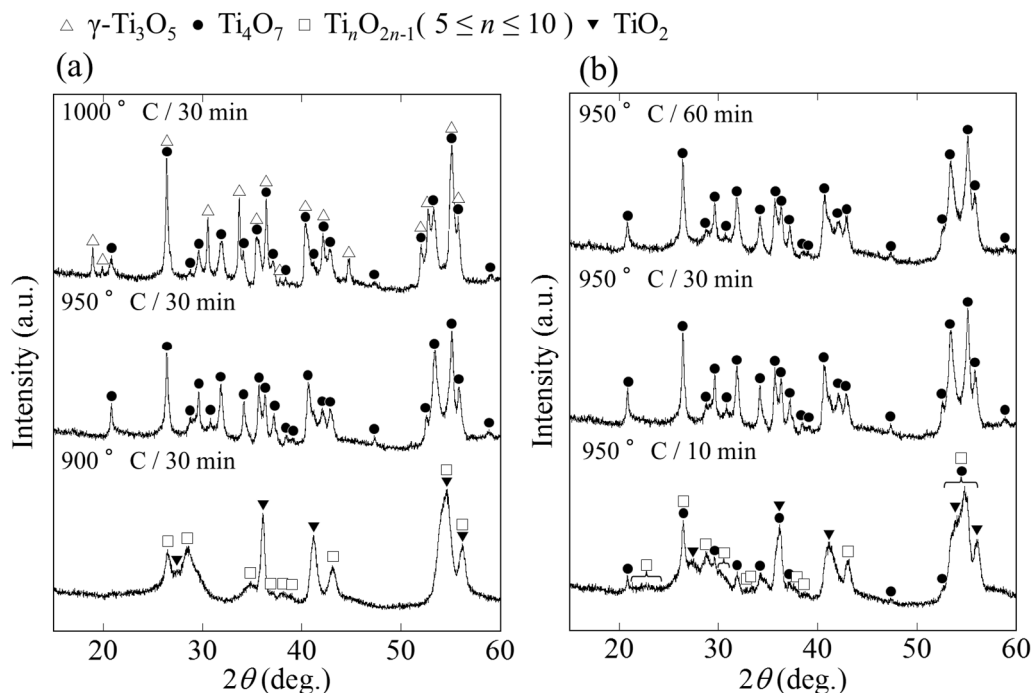 △ γ-Ti₃O₅ ● Ti₄O₇ □ TiₙO₂ₙ₋₁( 5 ≤ n ≤ 10 ) ▼ TiO₂
(a)
1000° C / 30 min
950° C / 30 min
900° C / 30 min
Intensity (a.u.)
20 30 40 50 60
2θ (deg.)
(b)
950° C / 60 min
950° C / 30 min
950° C / 10 min
Intensity (a.u.)
20 30 40 50 60
2θ (deg.)